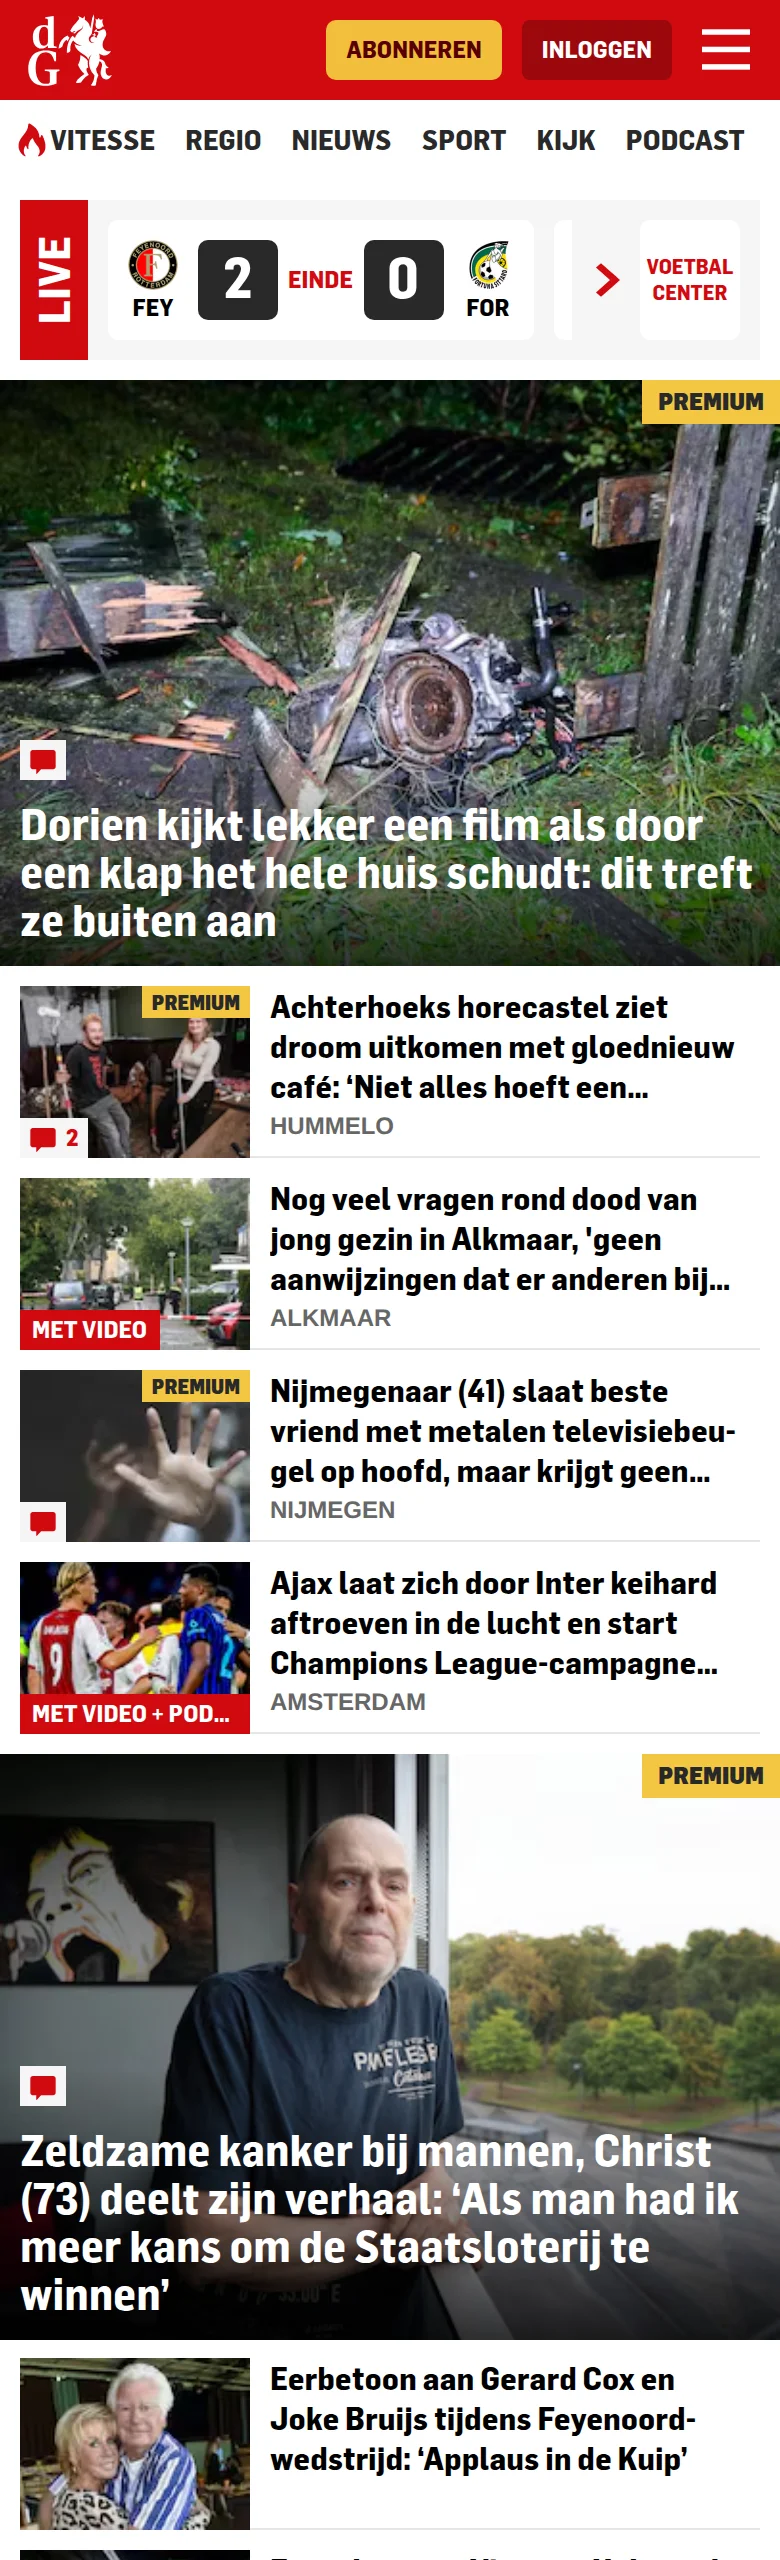 dG
ABONNEREN
INLOGGEN
VITESSE
REGIO
NIEUWS
SPORT
KIJK
PODCAST
LIVE
FEYENOORD
ROTTERDAM
F
FEY
2
EINDE
0
FOR
VOETBAL
CENTER
PREMIUM
Dorien kijkt lekker een film als door
een klap het hele huis schudt: dit treft
ze buiten aan
PREMIUM
2
Achterhoeks horecastel ziet
droom uitkomen met gloednieuw
café: ‘Niet alles hoeft een...
HUMMELO
MET VIDEO
Nog veel vragen rond dood van
jong gezin in Alkmaar, 'geen
aanwijzingen dat er anderen bij...
ALKMAAR
PREMIUM
Nijmegenaar (41) slaat beste
vriend met metalen televisiebeu-
gel op hoofd, maar krijgt geen...
NIJMEGEN
9
MET VIDEO + POD...
Ajax laat zich door Inter keihard
aftroeven in de lucht en start
Champions League-campagne...
AMSTERDAM
PREMIUM
Zeldzame kanker bij mannen, Christ
(73) deelt zijn verhaal: ‘Als man had ik
meer kans om de Staatsloterij te
winnen’
Eerbetoon aan Gerard Cox en
Joke Bruijs tijdens Feyenoord-
wedstrijd: ‘Applaus in de Kuip’